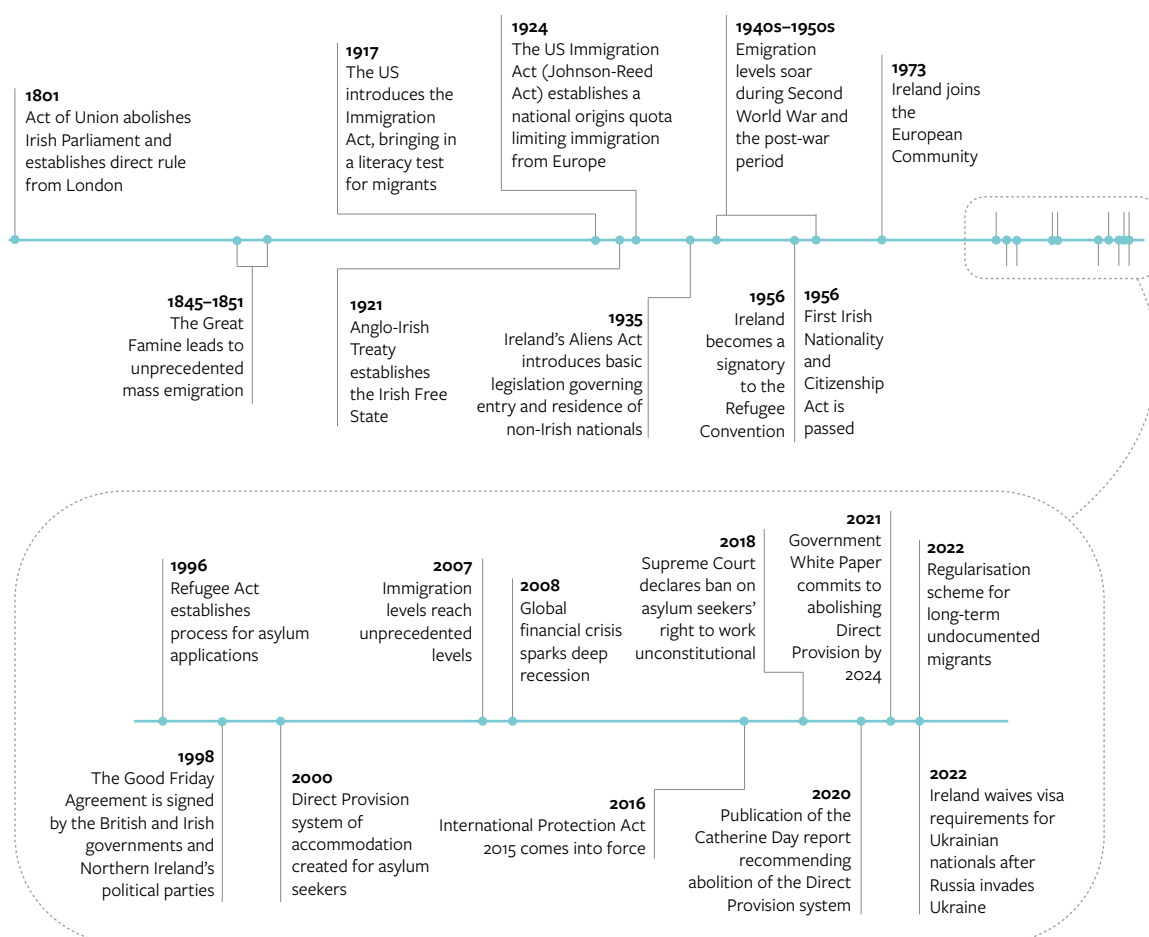 1801
Act of Union abolishes
Irish Parliament and
establishes direct rule
from London
1845–1851
The Great
Famine leads to
unprecedented
mass emigration
1917
The US
introduces the
Immigration
Act, bringing in
a literacy test
for migrants
1921
Anglo-Irish
Treaty
establishes
the Irish Free
State
1924
The US Immigration
Act (Johnson-Reed
Act) establishes a
national origins quota
limiting immigration
from Europe
1935
Ireland's Aliens Act
introduces basic
legislation governing
entry and residence of
non-Irish nationals
1940s–1950s
Emigration
levels soar
during Second
World War and
the post-war
period
1956
Ireland
becomes a
signatory
to the
Refugee
Convention
1956
First Irish
Nationality
and
Citizenship
Act is
passed
1973
Ireland joins
the
European
Community
1996
Refugee Act
establishes
process for asylum
applications
1998
The Good Friday
Agreement is signed
by the British and Irish
governments and
Northern Ireland's
political parties
2000
Direct Provision
system of
accommodation
created for asylum
seekers
2007
Immigration
levels reach
unprecedented
levels
2008
Global
financial crisis
sparks deep
recession
2016
International Protection Act
2015 comes into force
2018
Supreme Court
declares ban on
asylum seekers'
right to work
unconstitutional
2020
Publication of the
Catherine Day report
recommending
abolition of the Direct
Provision system
2021
Government
White Paper
commits to
abolishing
Direct
Provision by
2024
2022
Regularisation
scheme for
long-term
undocumented
migrants
2022
Ireland waives visa
requirements for
Ukrainian
nationals after
Russia invades
Ukraine